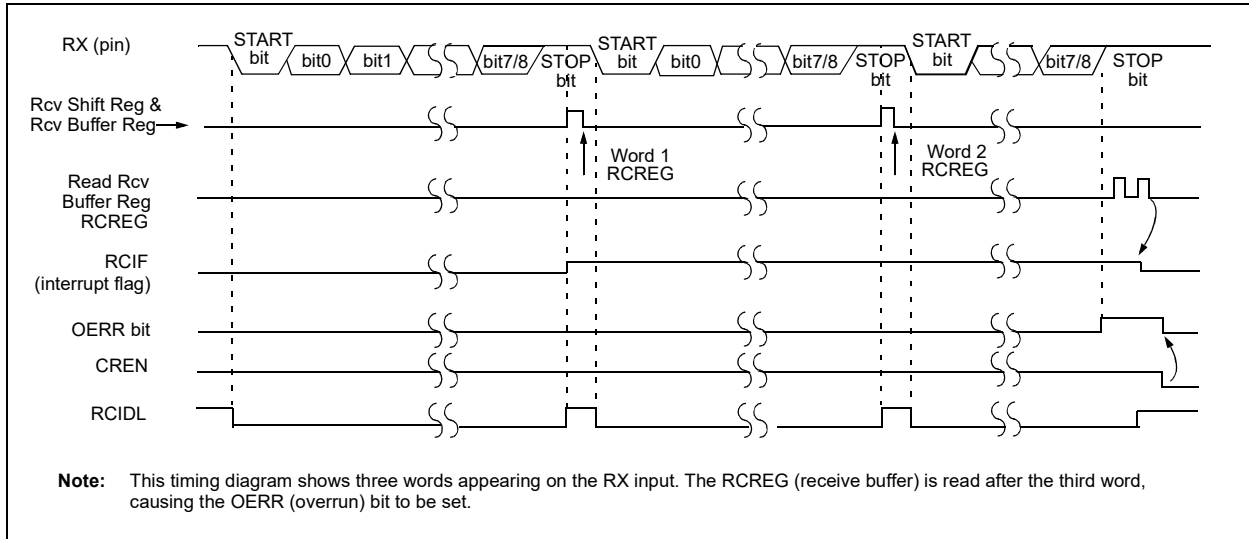 RX (pin)
START
bit
bit0
bit1
bit7/8
STOP
bit
START
bit
bit0
bit7/8
STOP
bit
START
bit
bit7/8
STOP
bit
Rcv Shift Reg &
Rcv Buffer Reg
Word 1
RCREG
Word 2
RCREG
Read Rcv
Buffer Reg
RCREG
RCIF
(interrupt flag)
OERR bit
CREN
RCIDL
Note: This timing diagram shows three words appearing on the RX input. The RCREG (receive buffer) is read after the third word,
causing the OERR (overrun) bit to be set.